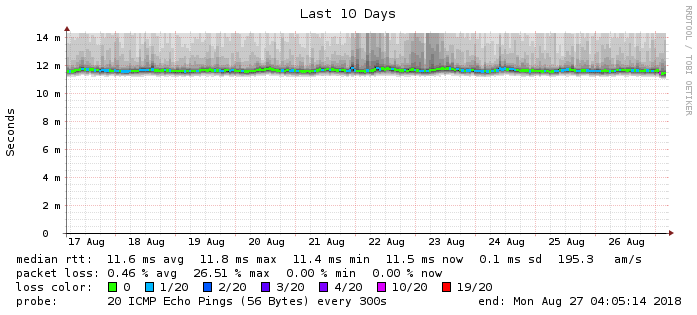 Last 10 Days
RRDTOOL / TOBI OETIKER
Seconds
14 m
12 m
10 m
8 m
6 m
4 m
2 m
0
17 Aug 18 Aug 19 Aug 20 Aug 21 Aug 22 Aug 23 Aug 24 Aug 25 Aug 26 Aug
median rtt: 11.6 ms avg 11.8 ms max 11.4 ms min 11.5 ms now 0.1 ms sd 195.3 am/s
packet loss: 0.46 % avg 26.51 % max 0.00 % min 0.00 % now
loss color: 0 1/20 2/20 3/20 4/20 10/20 19/20
probe: 20 ICMP Echo Pings (56 Bytes) every 300s end: Mon Aug 27 04:05:14 2018